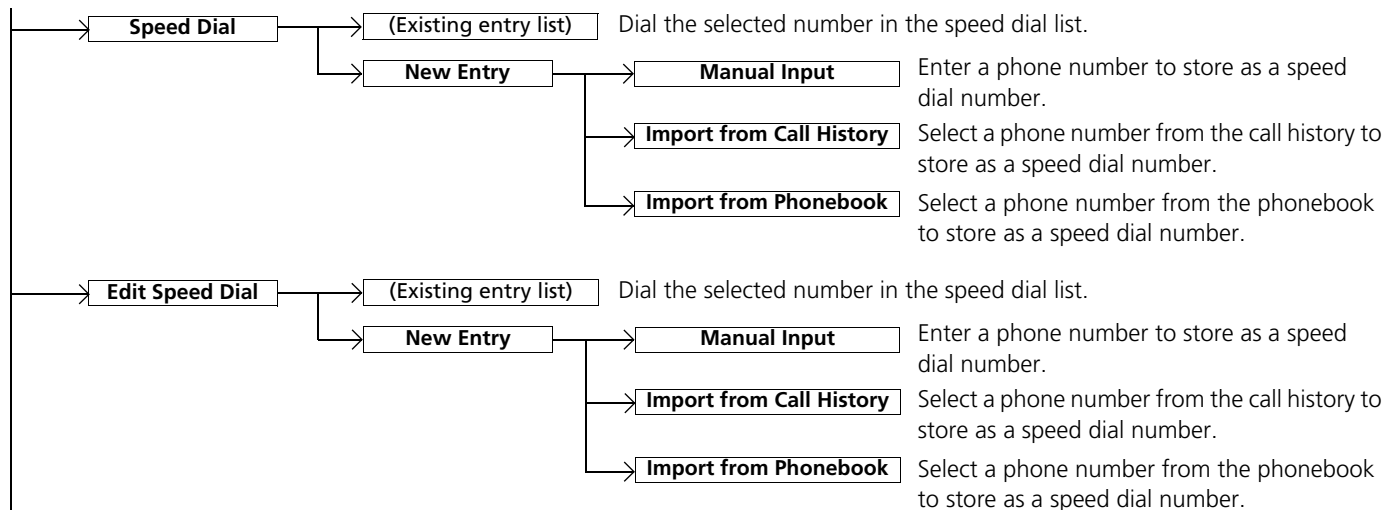 Speed Dial
(Existing entry list)
Dial the selected number in the speed dial list.
New Entry
Manual Input
Enter a phone number to store as a speed
dial number.
Import from Call History
Select a phone number from the call history to
store as a speed dial number.
Import from Phonebook
Select a phone number from the phonebook
to store as a speed dial number.
Edit Speed Dial
(Existing entry list)
Dial the selected number in the speed dial list.
New Entry
Manual Input
Enter a phone number to store as a speed
dial number.
Import from Call History
Select a phone number from the call history to
store as a speed dial number.
Import from Phonebook
Select a phone number from the phonebook
to store as a speed dial number.